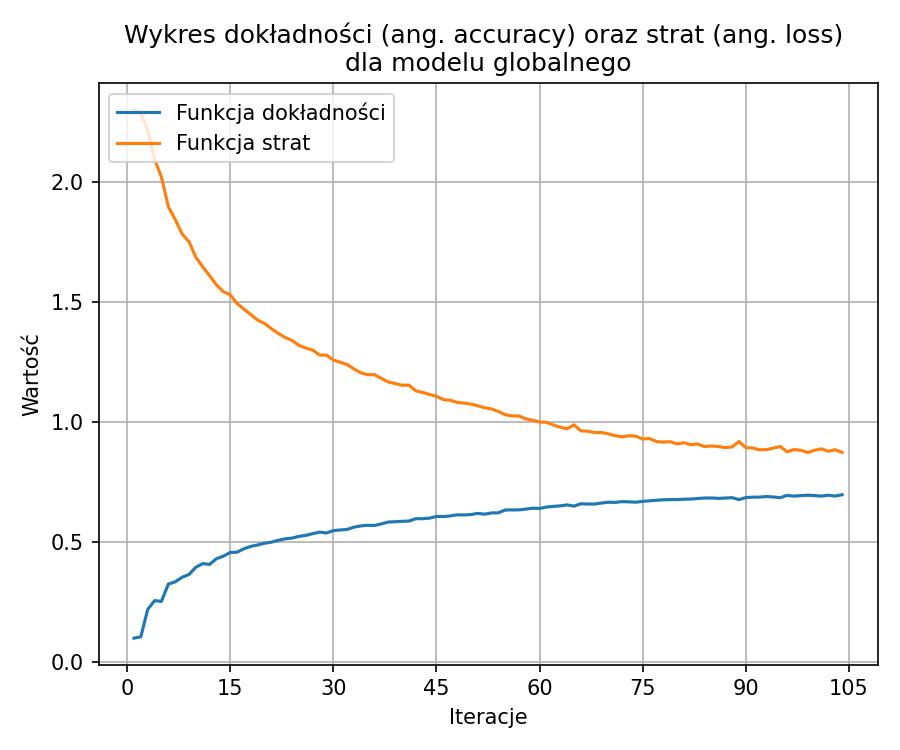 Wykres dokładności (ang. accuracy) oraz strat (ang. loss)
dla modelu globalnego
Funkcja dokładności
Funkcja strat
Wartość
2.0
1.5
1.0
0.5
0.0
0 15 30 45 60 75 90 105
Iteracje